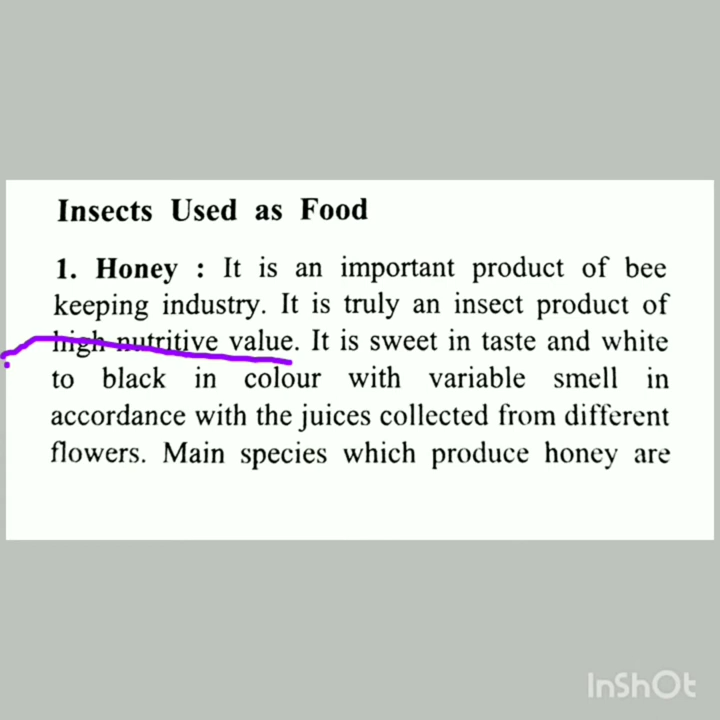 Insects Used as Food
1. Honey : It is an important product of bee
keeping industry. It is truly an insect product of
high nutritive value. It is sweet in taste and white
to black in colour with variable smell in
accordance with the juices collected from different
flowers. Main species which produce honey are
InShOt